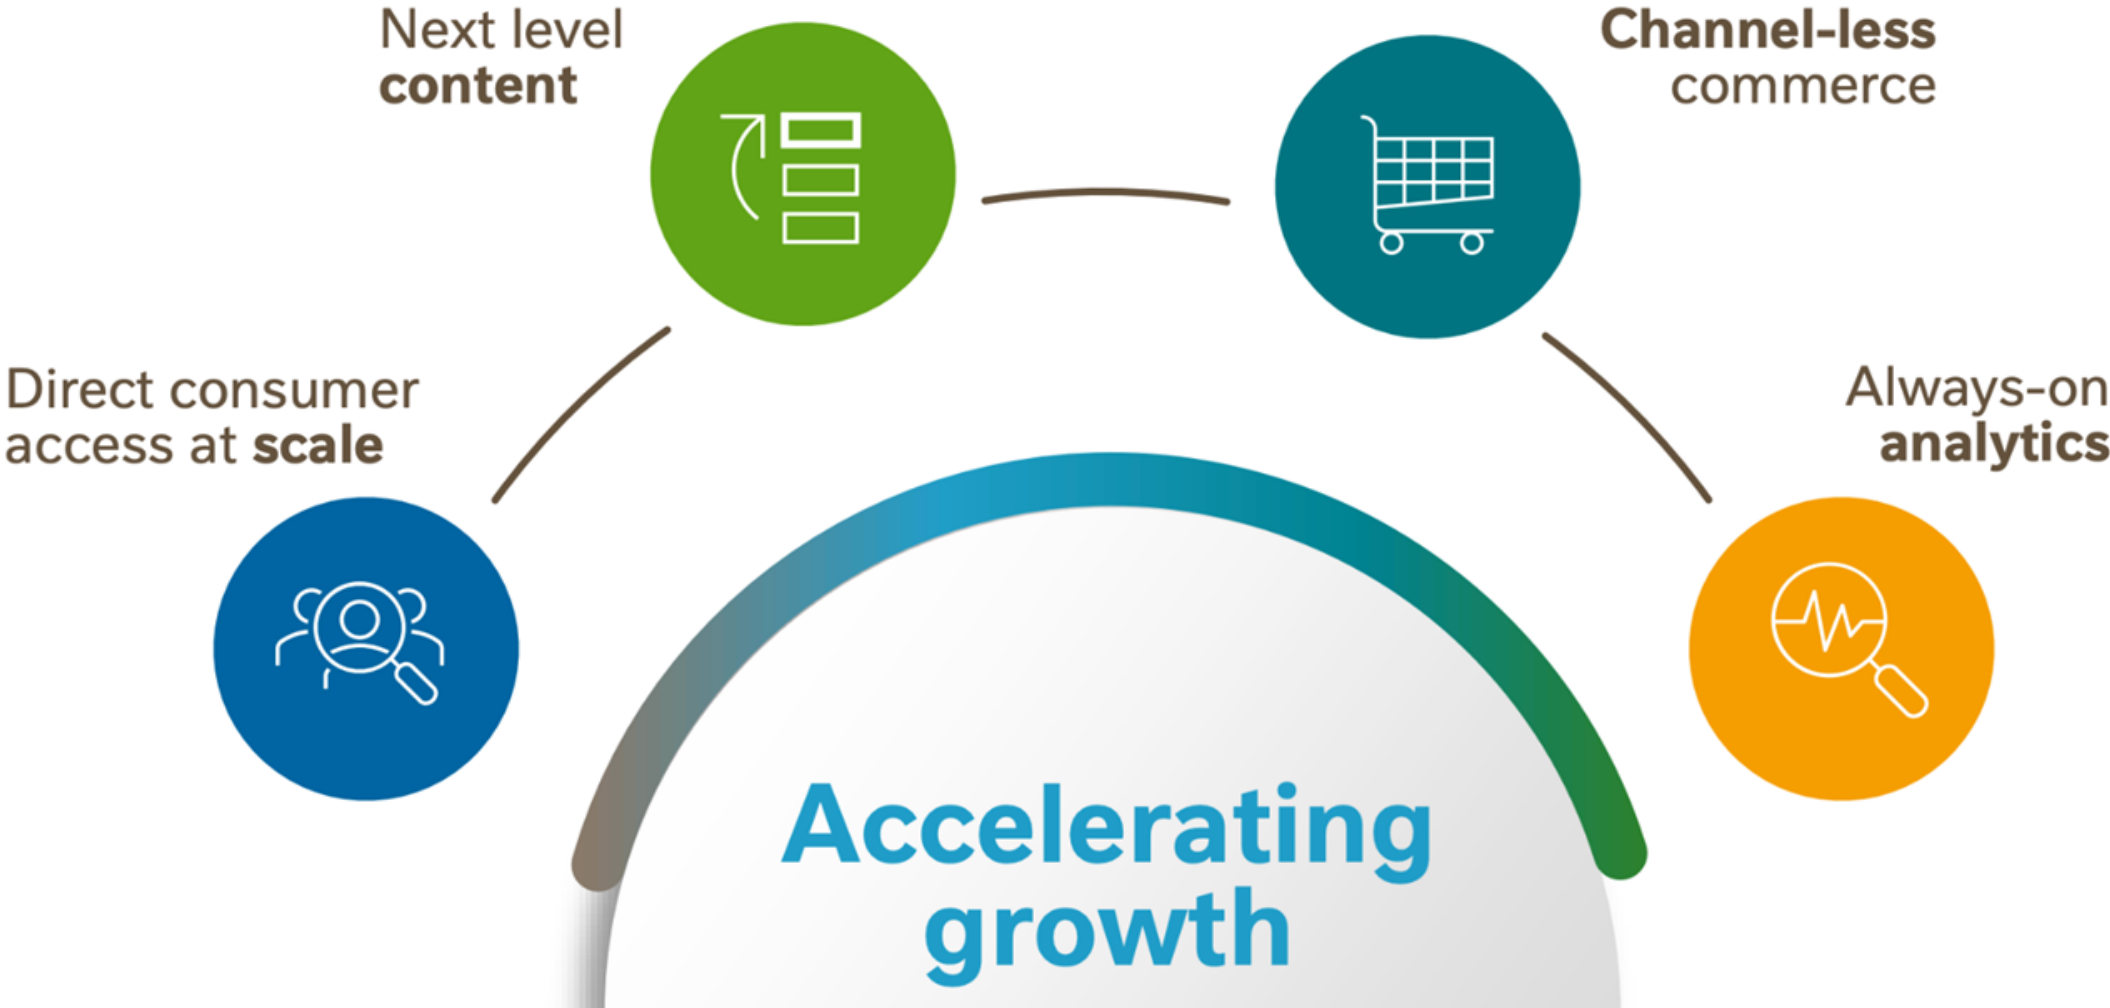 Next level
content
Channel-less
commerce
Direct consumer
access at scale
Always-on
analytics
Accelerating
growth